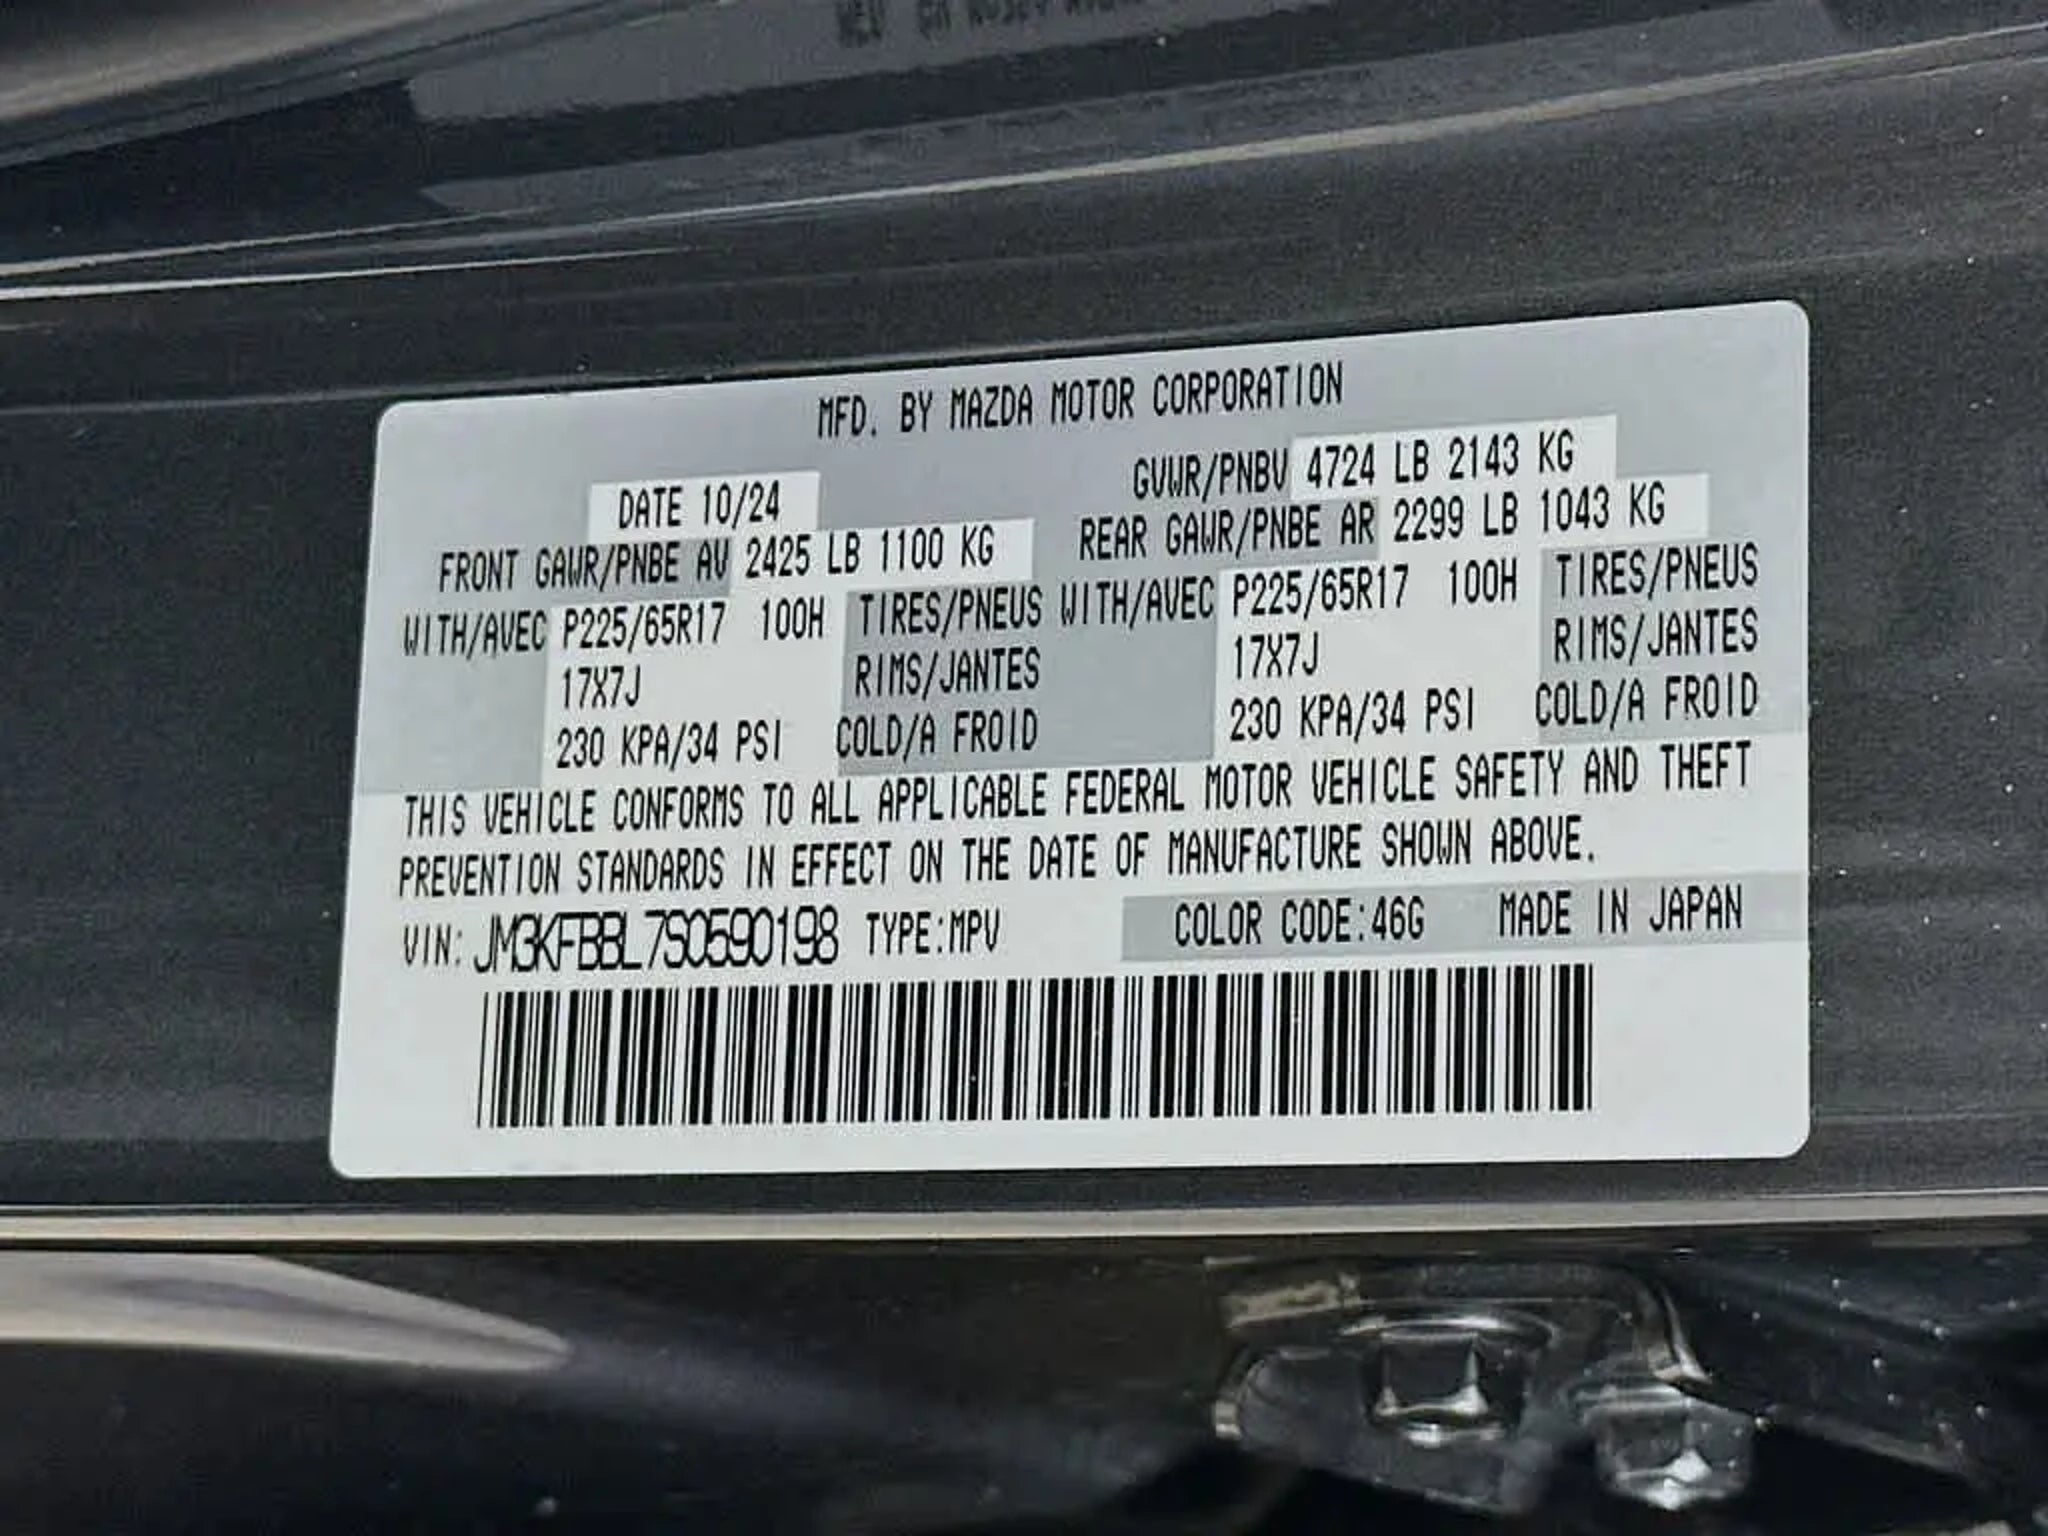 MFD. BY MAZDA MOTOR CORPORATION
DATE 10/24 GVWR/PNBV 4724 LB 2143 KG
FRONT GAWR/PNBE AV 2425 LB 1100 KG REAR GAWR/PNBE AR 2299 LB 1043 KG
WITH/AVEC P225/65R17 100H TIRES/PNEUS WITH/AVEC P225/65R17 100H TIRES/PNEUS
17X7J RIMS/JANTES 17X7J RIMS/JANTES
230 KPA/34 PSI COLD/A FROID 230 KPA/34 PSI COLD/A FROID
THIS VEHICLE CONFORMS TO ALL APPLICABLE FEDERAL MOTOR VEHICLE SAFETY AND THEFT
PREVENTION STANDARDS IN EFFECT ON THE DATE OF MANUFACTURE SHOWN ABOVE.
VIN: JM3KFBBL7S0590198 TYPE:MPV COLOR CODE:46G MADE IN JAPAN